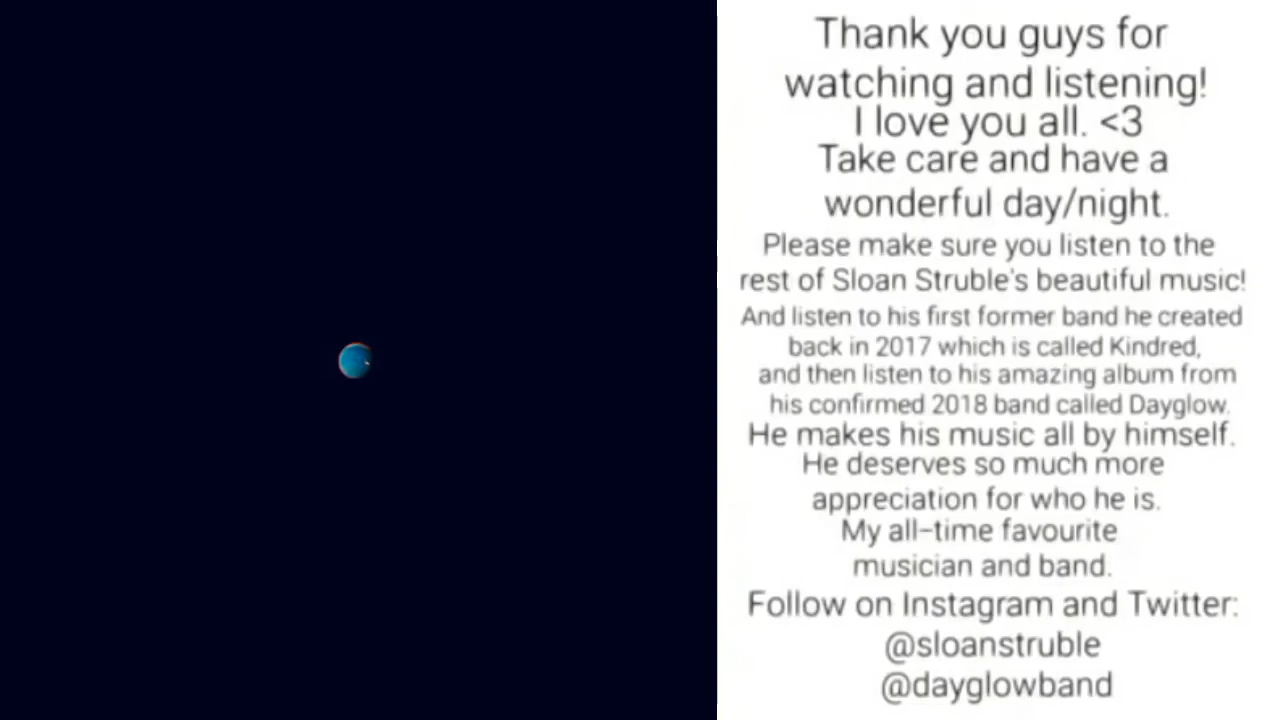 Thank you guys for
watching and listening!
I love you all. <3
Take care and have a
wonderful day/night.
Please make sure you listen to the
rest of Sloan Struble's beautiful music!
And listen to his first former band he created
back in 2017 which is called Kindred,
and then listen to his amazing album from
his confirmed 2018 band called Dayglow.
He makes his music all by himself.
He deserves so much more
appreciation for who he is.
My all-time favourite
musician and band.
Follow on Instagram and Twitter:
@sloanstruble
@dayglowband